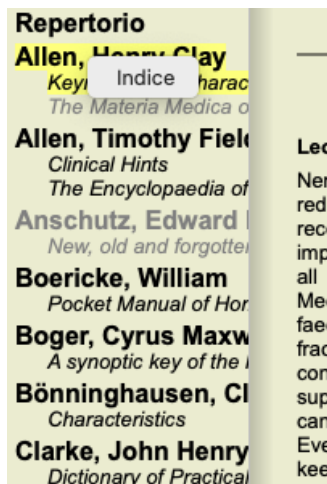 Repertorio
Allen, Henry Clay
Indice
The Materia Medica o
Allen, Timothy Field
Clinical Hints
The Encyclopaedia of
Anschutz, Edward
New, old and forgotten
Boericke, William
Pocket Manual of Hom
Boger, Cyrus Maxw
A synoptic key of the
Bönninghausen, Cl
Characteristics
Clarke, John Henry
Dictionary of Practical
Lec
Ner
red
rec
imp
all
Med
faed
frac
con
sup
can
Eve
kee